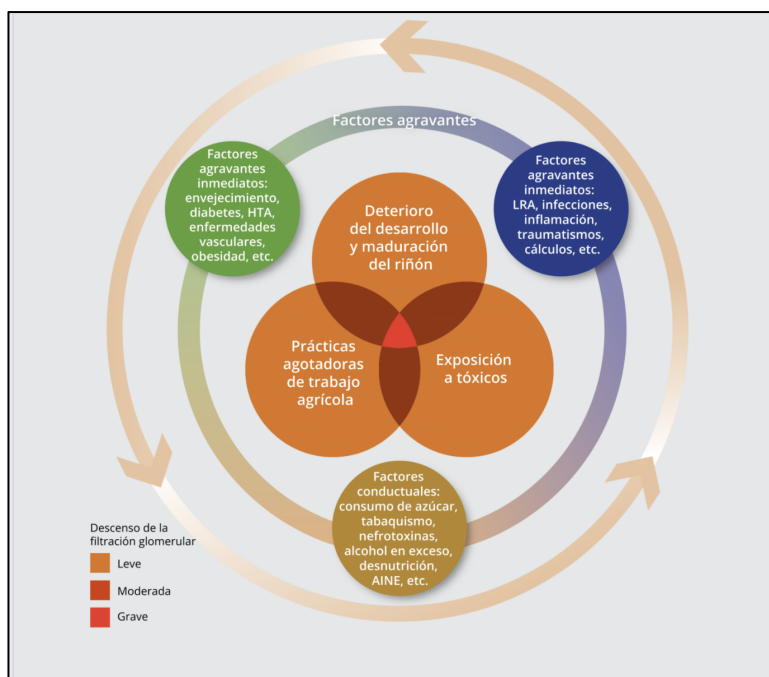 Factores agravantes
Factores
agravantes
inmediatos:
envejecimiento,
diabetes, HTA,
enfermedades
vasculares,
obesidad, etc.
Factores
agravantes
inmediatos:
LRA, infecciones,
inflamación,
traumatismos,
cálculos, etc.
Deterioro
del desarrollo
y maduración
del riñón
Prácticas
agotadoras
de trabajo
agrícola
Exposición
a tóxicos
Factores
conductuales:
consumo de azúcar,
tabaquismo,
nefrotoxinas,
alcohol en exceso,
desnutrición,
AINE, etc.
Descenso de la
filtración glomerular
Leve
Moderada
Grave